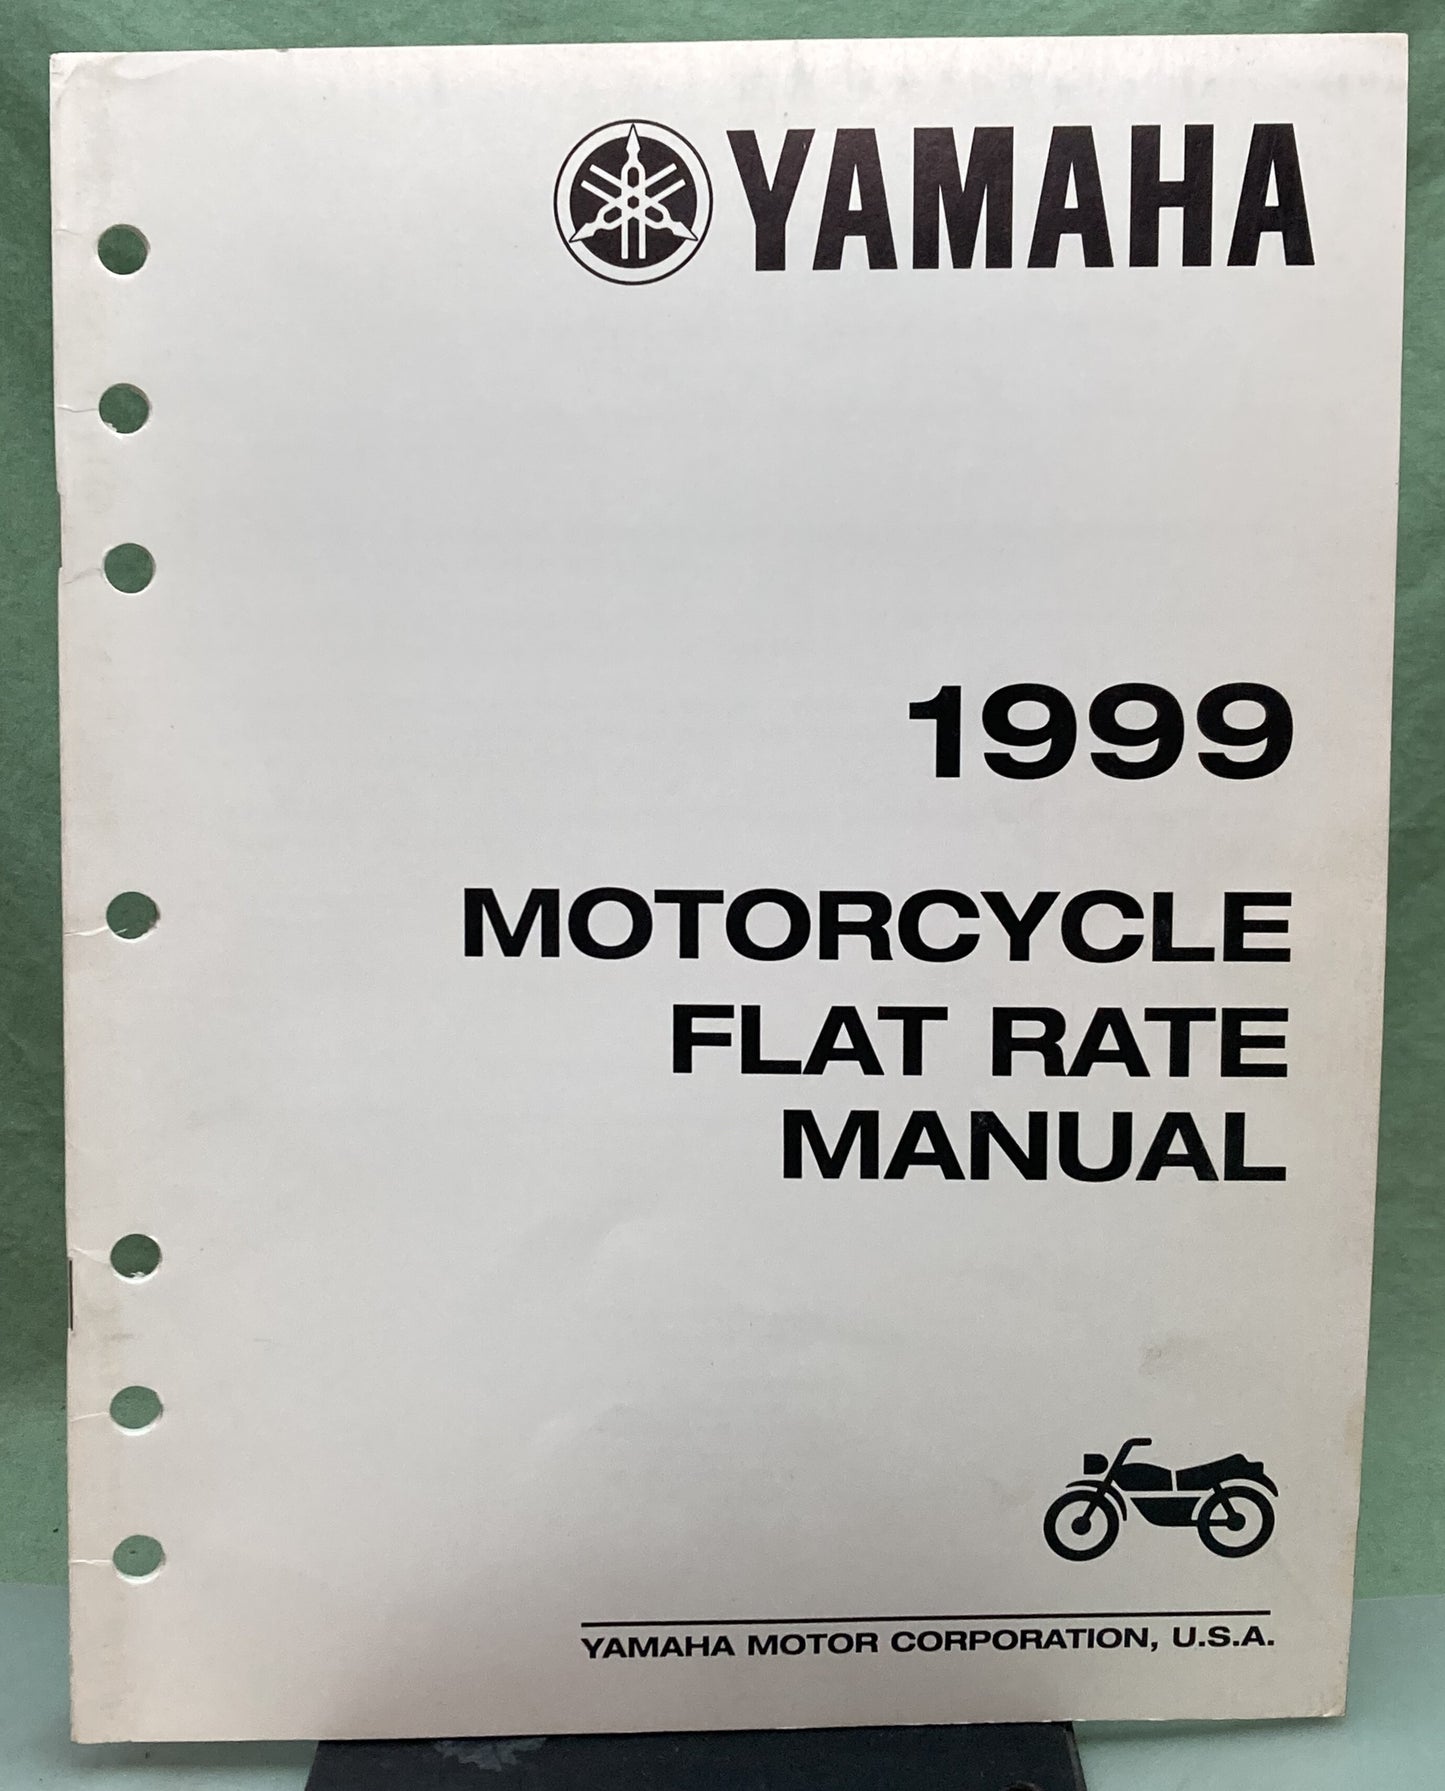 YAMAHA
1999
MOTORCYCLE
FLAT RATE
MANUAL
YAMAHA MOTOR CORPORATION, U.S.A.